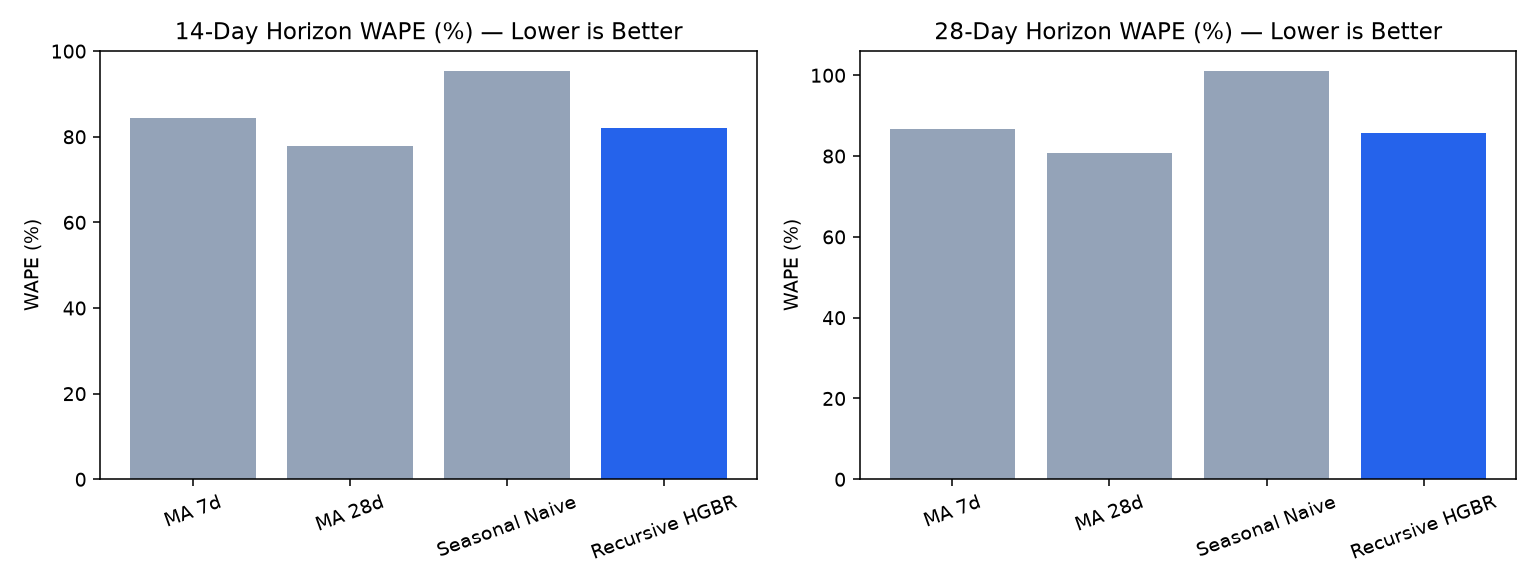 14-Day Horizon WAPE (%) — Lower is Better
WAPE (%)
100
80
60
40
20
0
MA 7d
MA 28d
Seasonal Naive
Recursive HGBR
28-Day Horizon WAPE (%) — Lower is Better
WAPE (%)
100
80
60
40
20
0
MA 7d
MA 28d
Seasonal Naive
Recursive HGBR